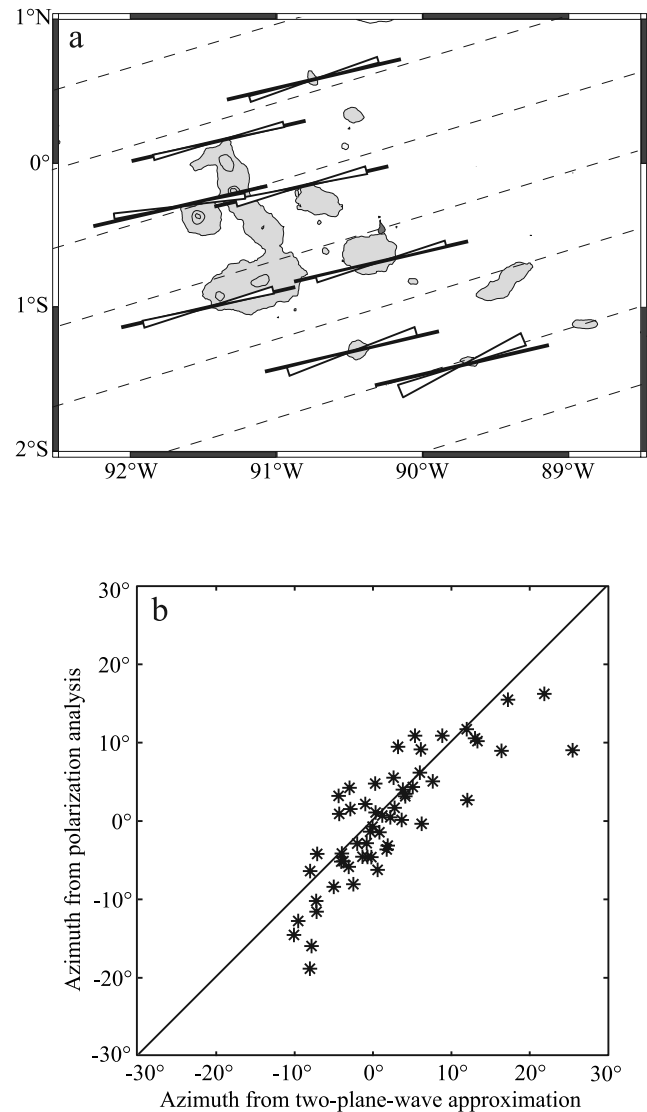 1°N
a
0°
1°S
2°S
92°W 91°W 90°W 89°W
30°
b
20°
10°
0°
-10°
-20°
-30°
-30° -20° -10° 0° 10° 20° 30°
Azimuth from polarization analysis
Azimuth from two-plane-wave approximation